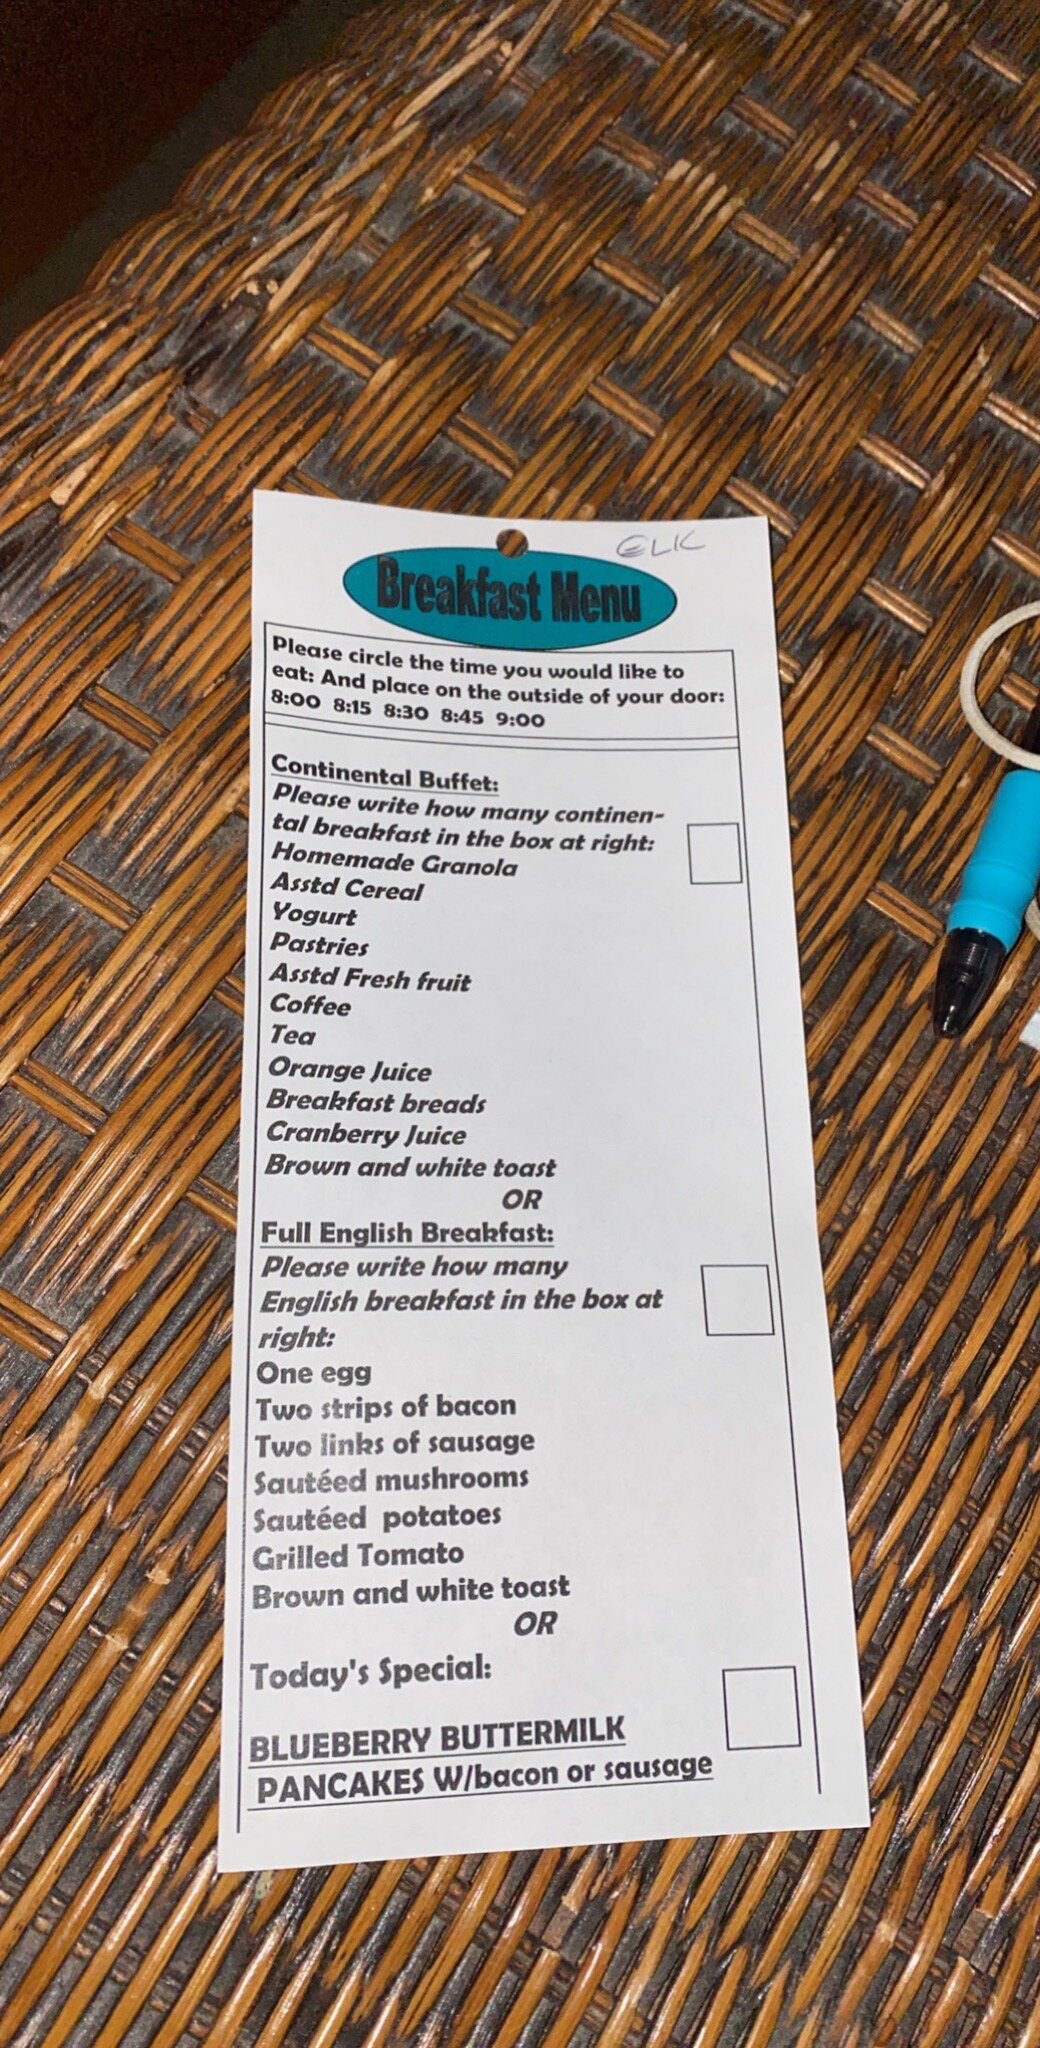 ELK
Breakfast Menu
Please circle the time you would like to
eat: And place on the outside of your door:
8:00 8:15 8:30 8:45 9:00
Continental Buffet:
Please write how many continen-
tal breakfast in the box at right:
Homemade Granola
Asstd Cereal
Yogurt
Pastries
Asstd Fresh fruit
Coffee
Tea
Orange Juice
Breakfast breads
Cranberry Juice
Brown and white toast
OR
Full English Breakfast:
Please write how many
English breakfast in the box at
right:
One egg
Two strips of bacon
Two links of sausage
Sautéed mushrooms
Sautéed potatoes
Grilled Tomato
Brown and white toast
OR
Today's Special:
BLUEBERRY BUTTERMILK
PANCAKES W/bacon or sausage